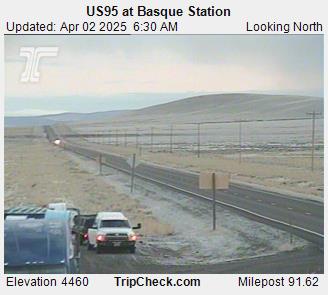 US95 at Basque Station
Updated: Apr 02 2025 6:30 AM Looking North
Elevation 4460 TripCheck.com Milepost 91.62